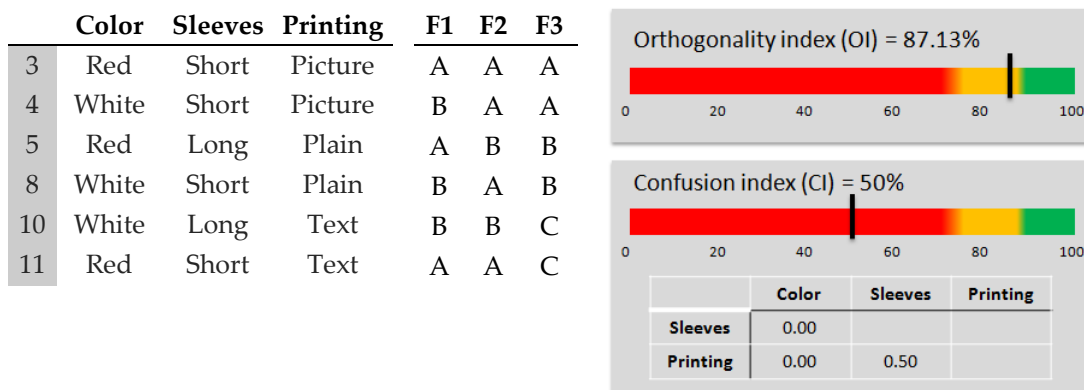 Color Sleeves Printing F1 F2 F3
3 Red Short Picture A A A
4 White Short Picture B A A
5 Red Long Plain A B B
8 White Short Plain B A B
10 White Long Text B B C
11 Red Short Text A A C
Orthogonality index (OI) = 87.13%
0 20 40 60 80 100
Confusion index (CI) = 50%
0 20 40 60 80 100
Color Sleeves Printing
Sleeves 0.00
Printing 0.00 0.50